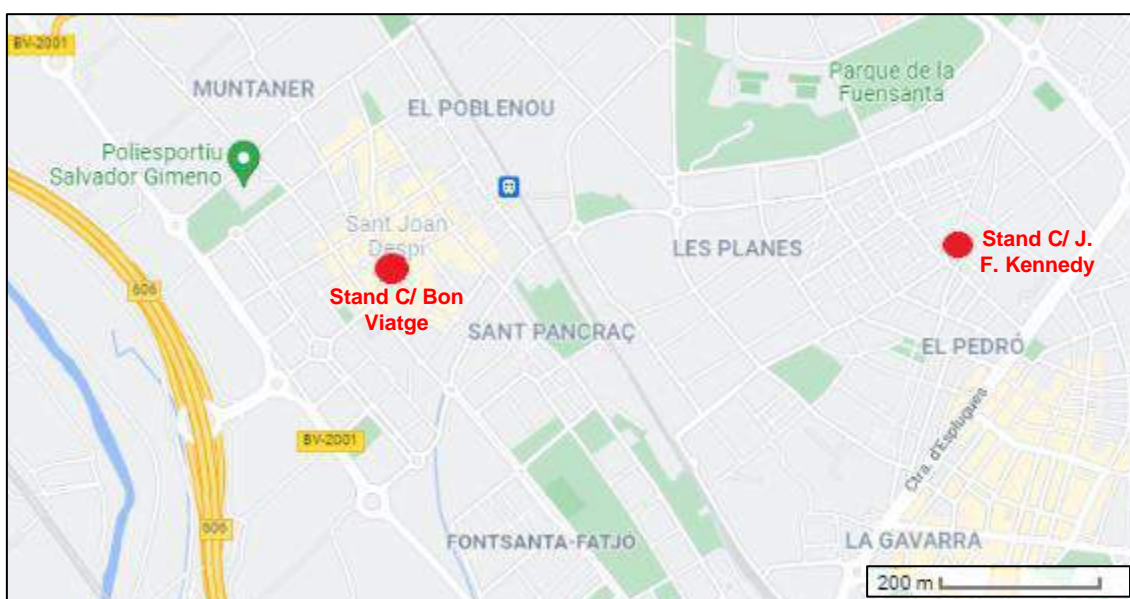 BV-2001
MUNTANER
EL POBLENOU
Parque de la
Fuensanta
Poliesportiu
Salvador Gimeno
Sant Joan
Despí
LES PLANES
Stand C/ J.
F. Kennedy
606
Stand C/ Bon
Viatge
SANT PANCRAÇ
EL PEDRÓ
Ctra. d'Esplugues
BV-2001
606
FONTSANTA-FATJÓ
LA GAVARRA
200 m